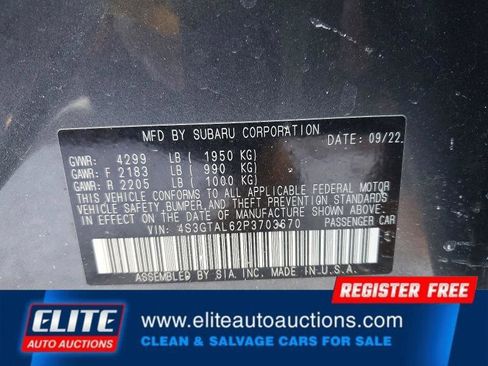 MFD BY SUBARU CORPORATION
DATE: 09/22
GVWR: 4299 LB ( 1950 KG)
GAWR: F 2183 LB ( 990 KG)
GAWR: R 2205 LB ( 1000 KG)
THIS VEHICLE CONFORMS TO ALL APPLICABLE FEDERAL MOTOR
VEHICLE SAFETY, BUMPER, AND THEFT PREVENTION STANDARDS
IN EFFECT ON THE DATE OF MANUFACTURE SHOWN ABOVE.
VIN: 4S3GTAL62P3703670 PASSENGER CAR
ASSEMBLED BY SIA, INC. MADE IN U.S.A.
REGISTER FREE
ELITE
AUTO AUCTIONS
www.eliteautoauctions.com
CLEAN & SALVAGE CARS FOR SALE